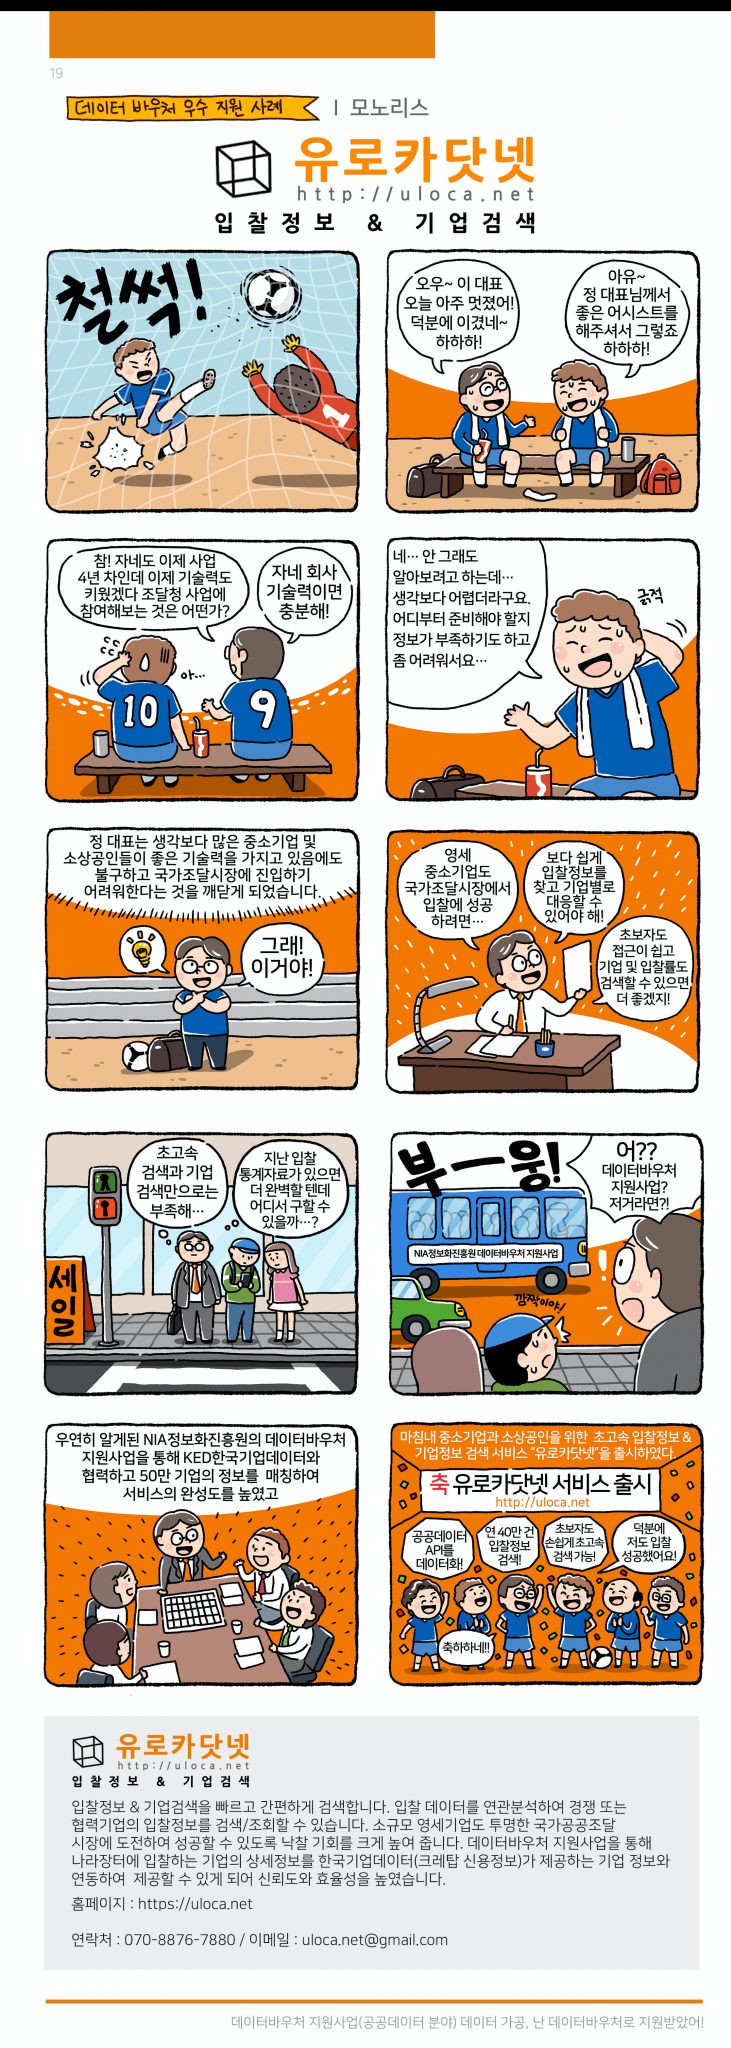 19
데이터 바우처 우수 지원 사례
| 모노리스
유로카닷넷
http://uloca.net
입찰정보 & 기업검색
철썩!
1
오우~ 이 대표
오늘 아주 멋졌어!
덕분에 이겼네~
하하하!
아유~
정 대표님께서
좋은 어시스트를
해주셔서 그렇죠
하하하!
참! 자네도 이제 사업
4년 차인데 이제 기술력도
키웠겠다 조달청 사업에
참여해보는 것은 어떤가?
자네 회사
기술력이면
충분해!
아...
10
9
네… 안 그래도
알아보려고 하는데…
생각보다 어렵더라구요.
어디부터 준비해야 할지
정보가 부족하기도 하고
좀 어려워서요…
긁적
정 대표는 생각보다 많은 중소기업 및
소상공인들이 좋은 기술력을 가지고 있음에도
불구하고 국가조달시장에 진입하기
어려워한다는 것을 깨닫게 되었습니다.
그래!
이거야!
영세
중소기업도
국가조달시장에서
입찰에 성공
하려면…
보다 쉽게
입찰정보를
찾고 기업별로
대응할 수
있어야 해!
초보자도
접근이 쉽고
기업 및 입찰률도
검색할 수 있으면
더 좋겠지!
초고속
검색과 기업
검색만으로는
부족해…
지난 입찰
통계자료가 있으면
더 완벽할 텐데
어디서 구할 수
있을까…?
세일
부ㅡ웅!
어??
데이터바우처
지원사업?
저거라면?!
NIA정보화진흥원 데이터바우처 지원사업
깜짝이야!
우연히 알게된 NIA정보화진흥원의 데이터바우처
지원사업을 통해 KED한국기업데이터와
협력하고 50만 기업의 정보를 매칭하여
서비스의 완성도를 높였고
마침내 중소기업과 소상공인을 위한 초고속 입찰정보 &
기업정보 검색 서비스 "유로카닷넷"을 출시하였다.
축 유로카닷넷 서비스 출시
http://uloca.net
공공데이터
API를
데이터화!
연 40만 건
입찰정보
검색!
초보자도
손쉽게 초고속
검색 가능!
덕분에
저도 입찰
성공했어요!
축하하네!!
유로카닷넷
http://uloca.net
입찰정보 & 기업검색
입찰정보 & 기업검색을 빠르고 간편하게 검색합니다. 입찰 데이터를 연관분석하여 경쟁 또는
협력기업의 입찰정보를 검색/조회할 수 있습니다. 소규모 영세기업도 투명한 국가공공조달
시장에 도전하여 성공할 수 있도록 낙찰 기회를 크게 높여 줍니다. 데이터바우처 지원사업을 통해
나라장터에 입찰하는 기업의 상세정보를 한국기업데이터(크레탑 신용정보)가 제공하는 기업 정보와
연동하여 제공할 수 있게 되어 신뢰도와 효율성을 높였습니다.
홈페이지 : https://uloca.net
연락처 : 070-8876-7880 / 이메일 : uloca.net@gmail.com
데이터바우처 지원사업(공공데이터 분야) 데이터 가공, 난 데이터바우처로 지원받았어!